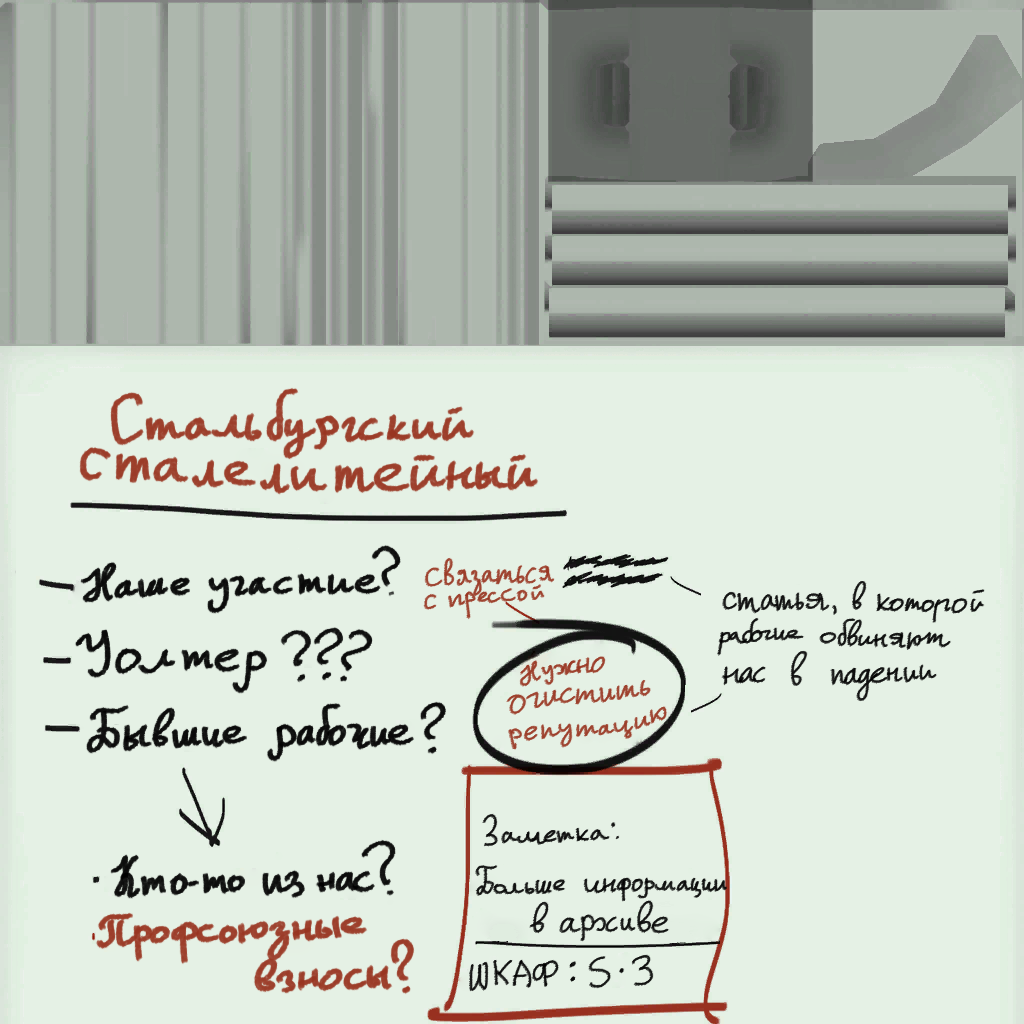 Стальбургский
Сталелитейный
— Наше участие?
— Уолтер ???
— Бывшие рабочие?
· Кто-то из нас?
· Профсоюзные
взносы?
Связаться
с прессой
Нужно
очистить
репутацию
статья, в которой
рабочие обвиняют
нас в падении
Заметка:
Больше информации
в архиве
ШКАФ: S·3